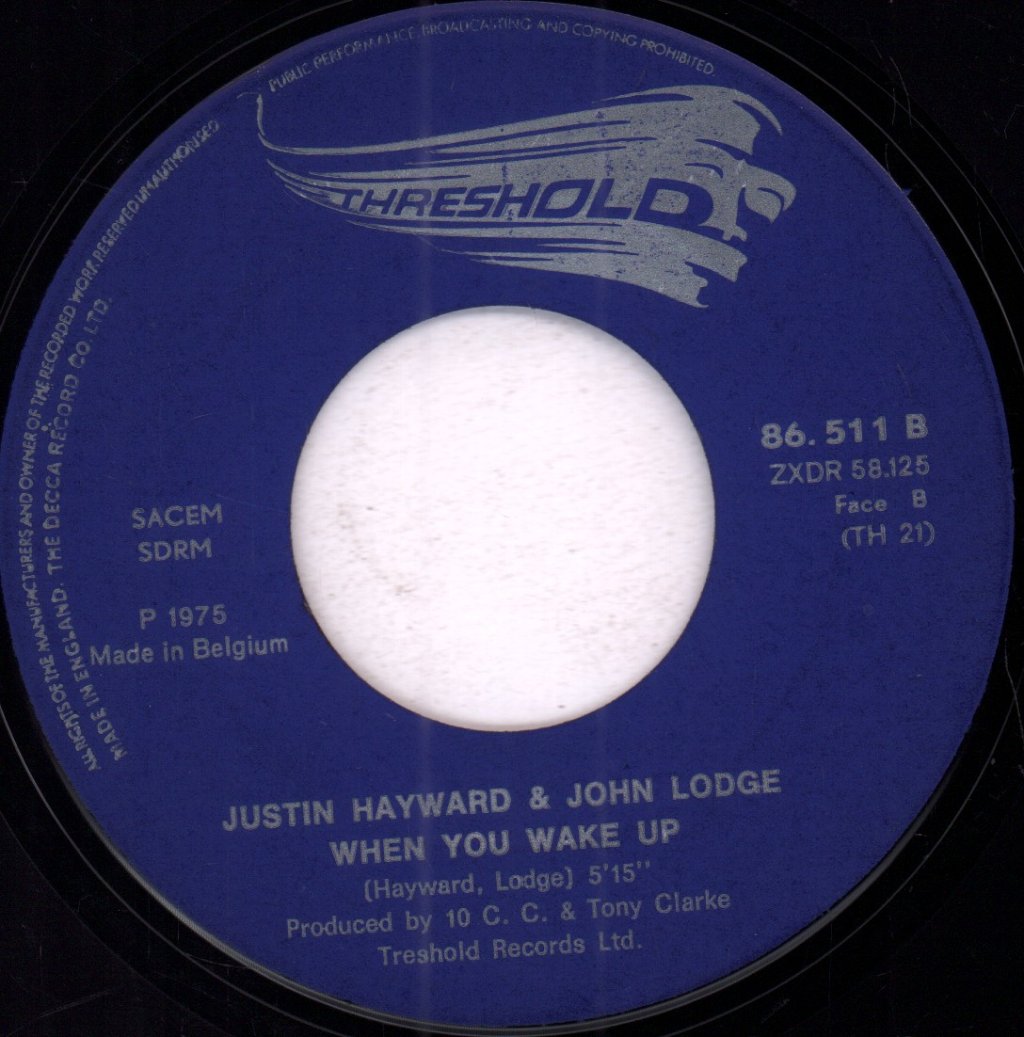 PUBLIC PERFORMANCE, BROADCASTING AND COPYING PROHIBITED.
THRESHOLD
ALL RIGHTS OF THE MANUFACTURERS AND OWNER OF THE RECORDED WORK RESERVED UNAUTHORISED
MADE IN ENGLAND. THE DECCA RECORD CO. LTD.
86.511 B
ZXDR 58.125
Face B
(TH 21)
SACEM
SDRM
P 1975
Made in Belgium
JUSTIN HAYWARD & JOHN LODGE
WHEN YOU WAKE UP
(Hayward, Lodge) 5'15"
Produced by 10 C. C. & Tony Clarke
Treshold Records Ltd.